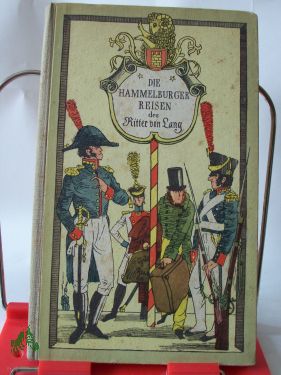 DIE
HAMMELBURGER
REISEN
des
Ritter von Lang